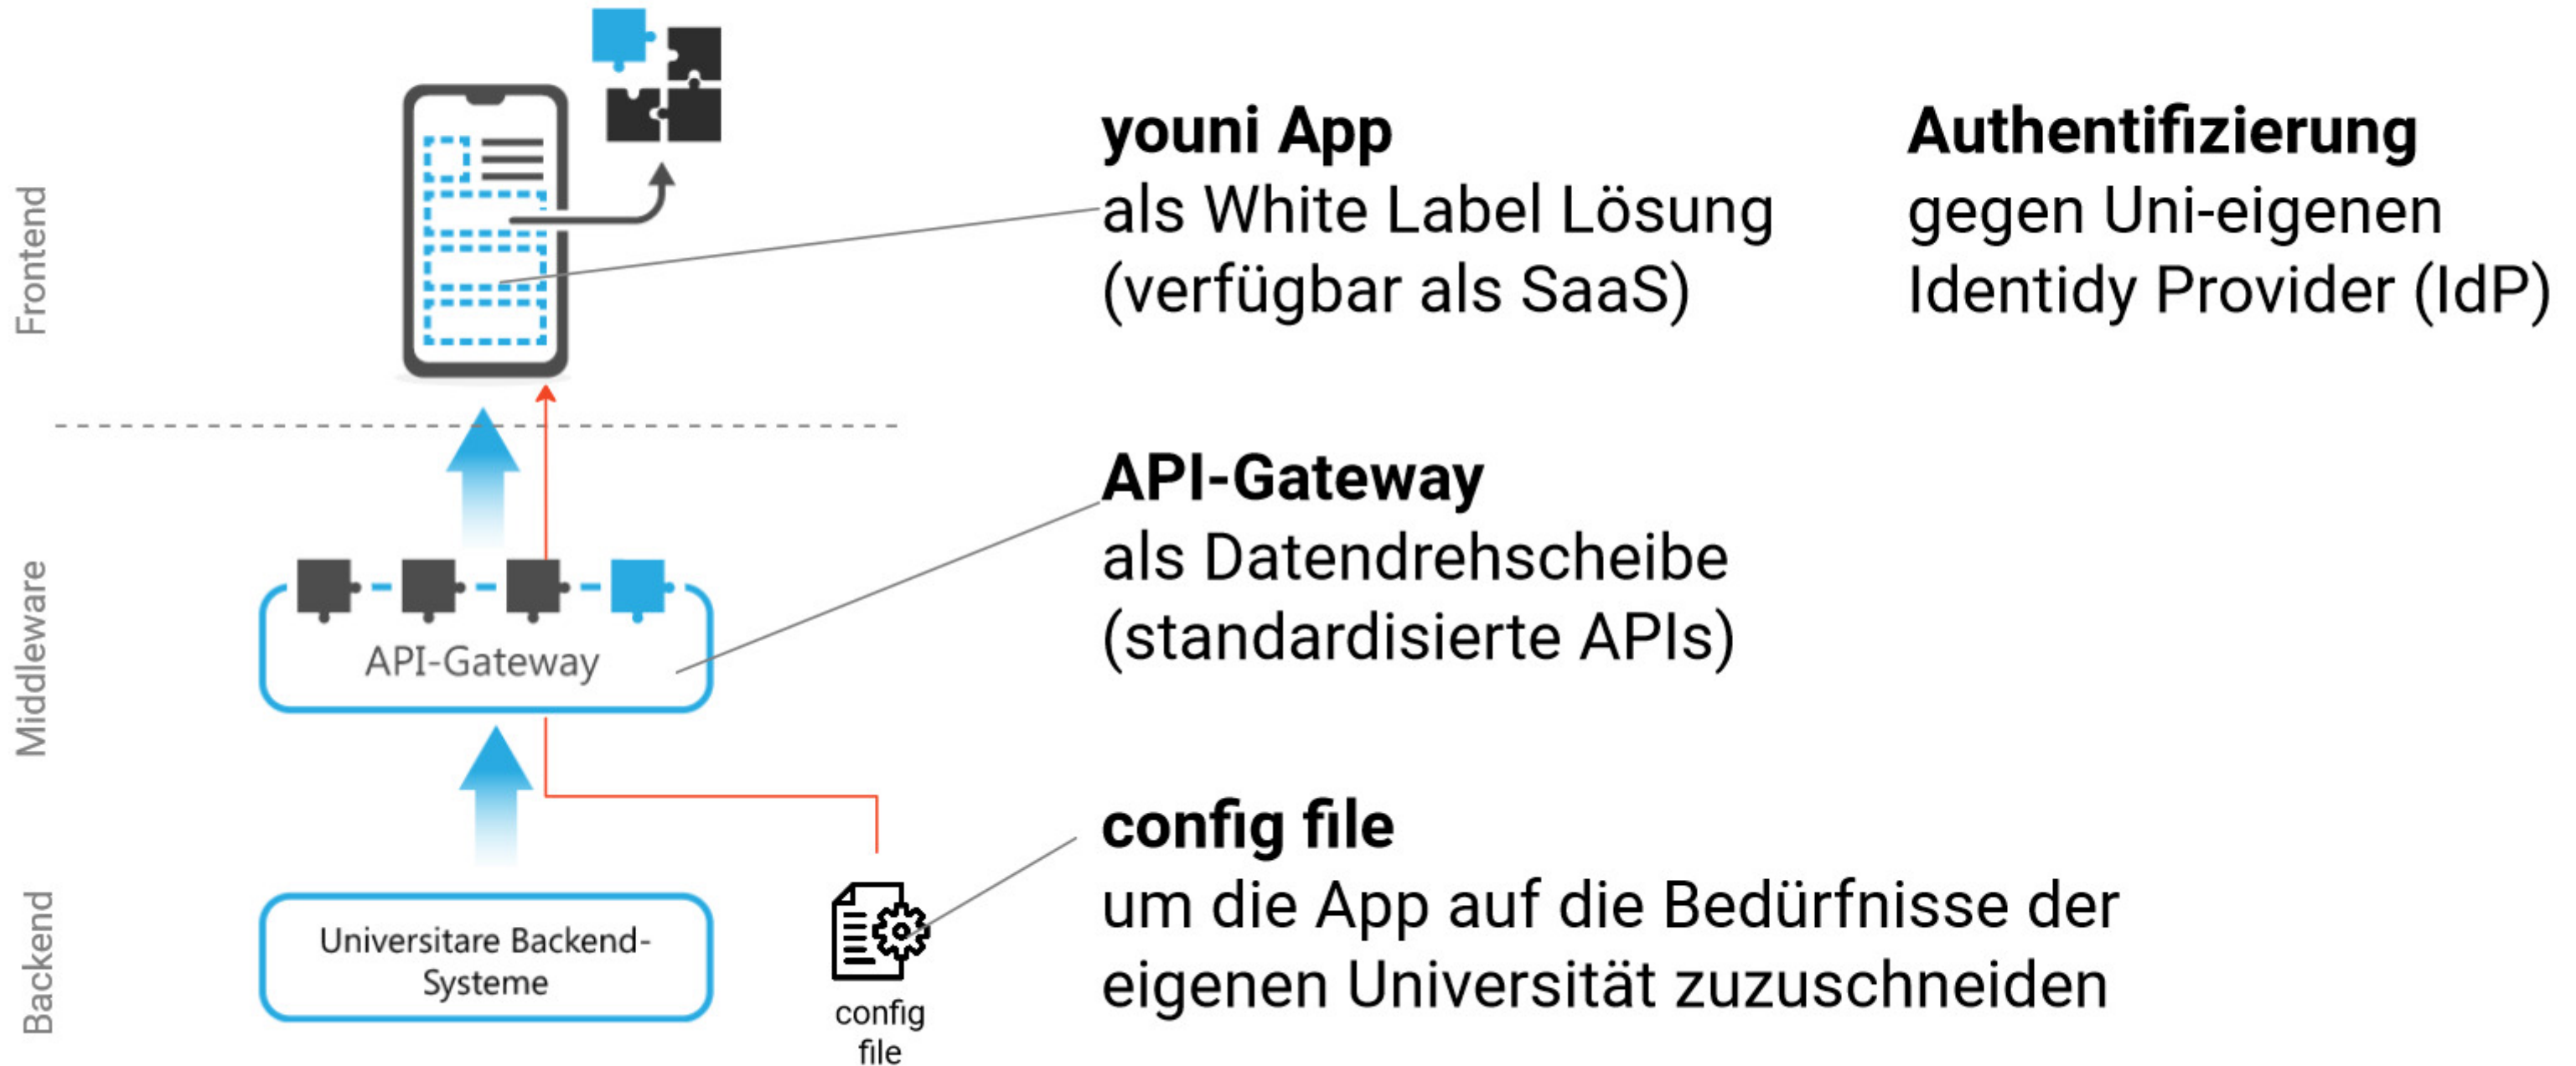 Frontend
youni App
als White Label Lösung
(verfügbar als SaaS)
Authentifizierung
gegen Uni-eigenen
Identidy Provider (IdP)
Middleware
API-Gateway
API-Gateway
als Datendrehscheibe
(standardisierte APIs)
Backend
Universitare Backend-
Systeme
config
file
config file
um die App auf die Bedürfnisse der
eigenen Universität zuzuschneiden